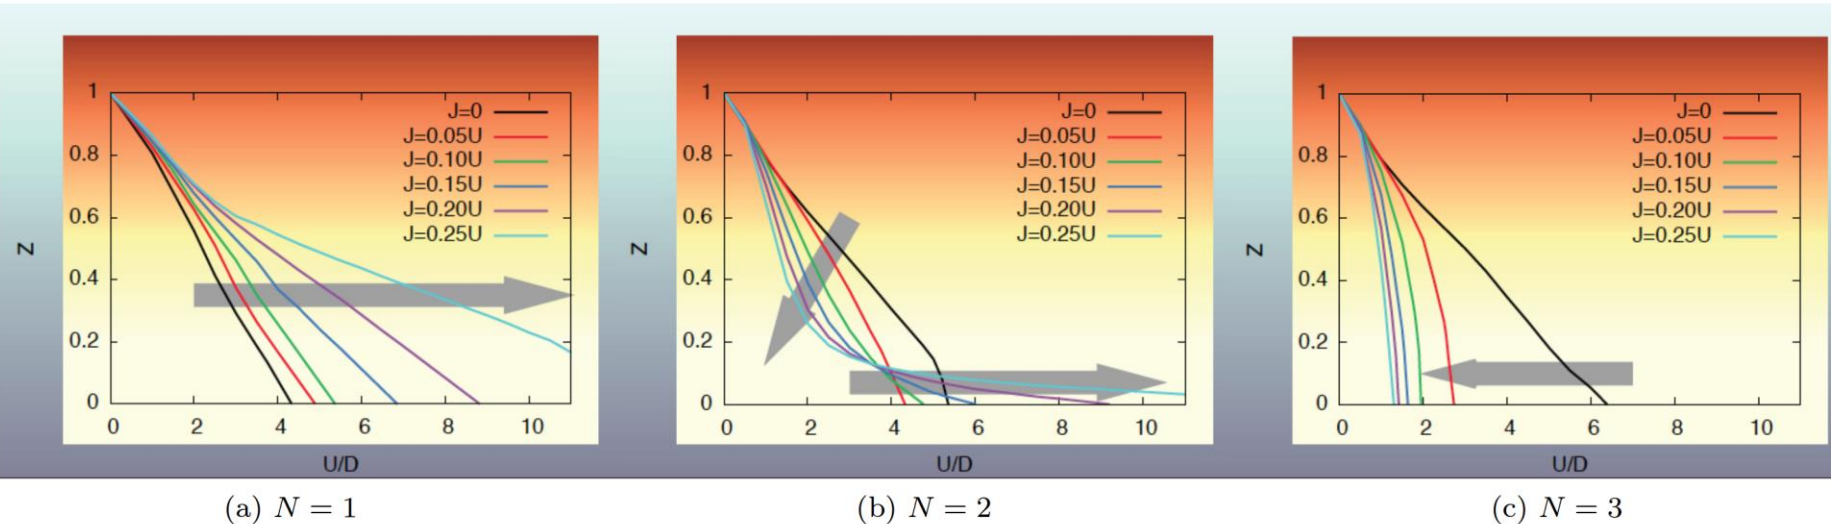 1
0.8
0.6
0.4
0.2
0
Z
0 2 4 6 8 10
U/D
J=0
J=0.05U
J=0.10U
J=0.15U
J=0.20U
J=0.25U
(a) N = 1
1
0.8
0.6
0.4
0.2
0
Z
0 2 4 6 8 10
U/D
J=0
J=0.05U
J=0.10U
J=0.15U
J=0.20U
J=0.25U
(b) N = 2
1
0.8
0.6
0.4
0.2
0
Z
0 2 4 6 8 10
U/D
J=0
J=0.05U
J=0.10U
J=0.15U
J=0.20U
J=0.25U
(c) N = 3